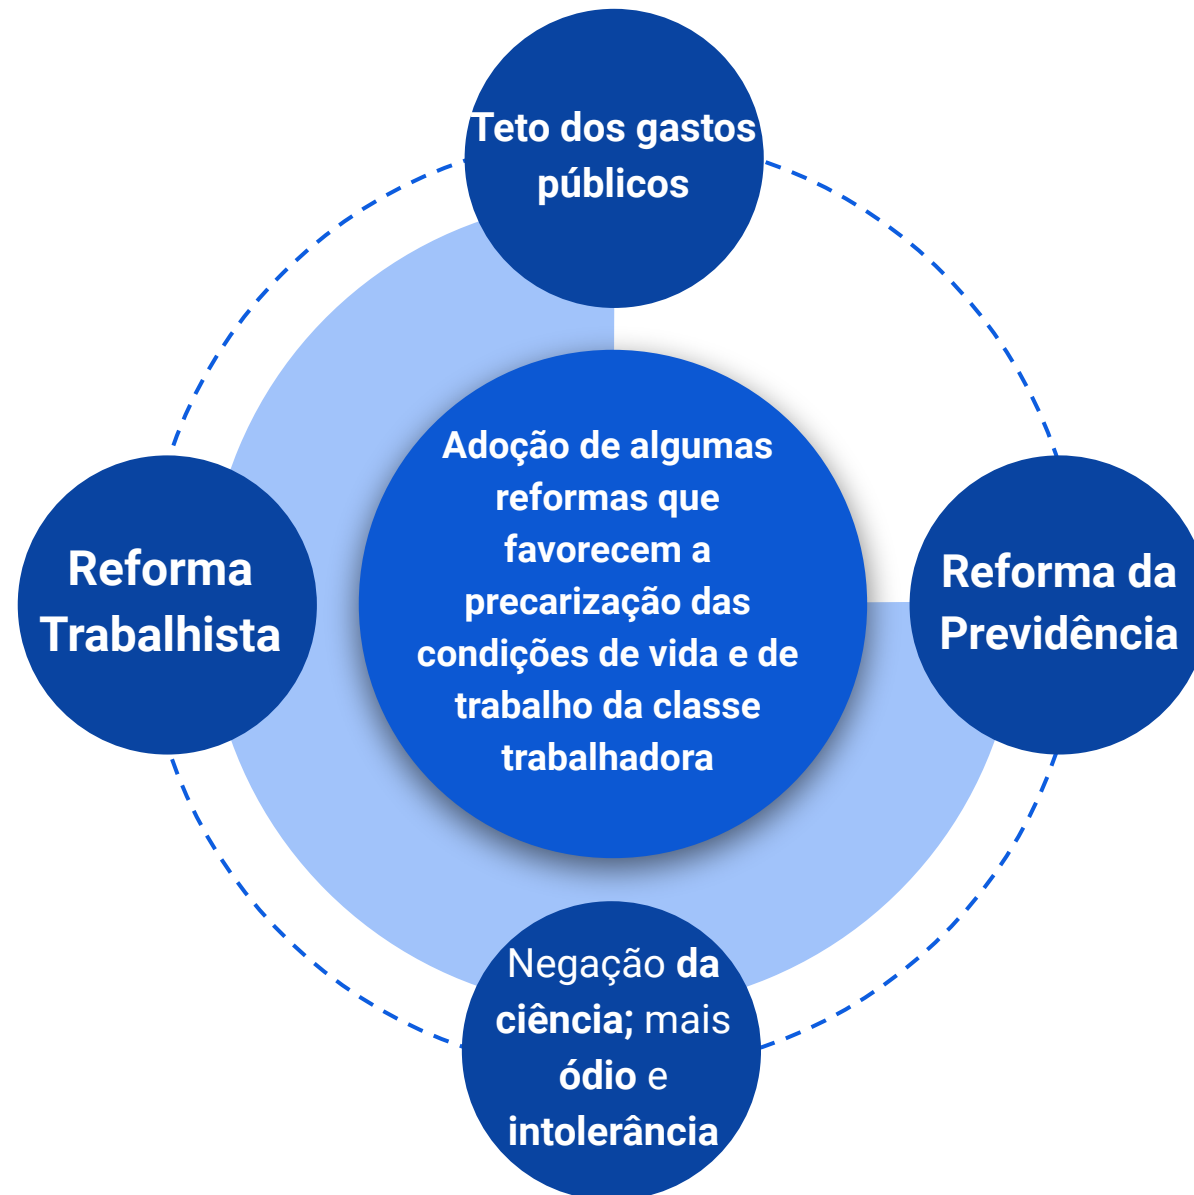 Teto dos gastos
públicos
Adoção de algumas
reformas que
favorecem a
precarização das
condições de vida e de
trabalho da classe
trabalhadora
Reforma
Trabalhista
Reforma da
Previdência
Negação da
ciência; mais
ódio e
intolerância